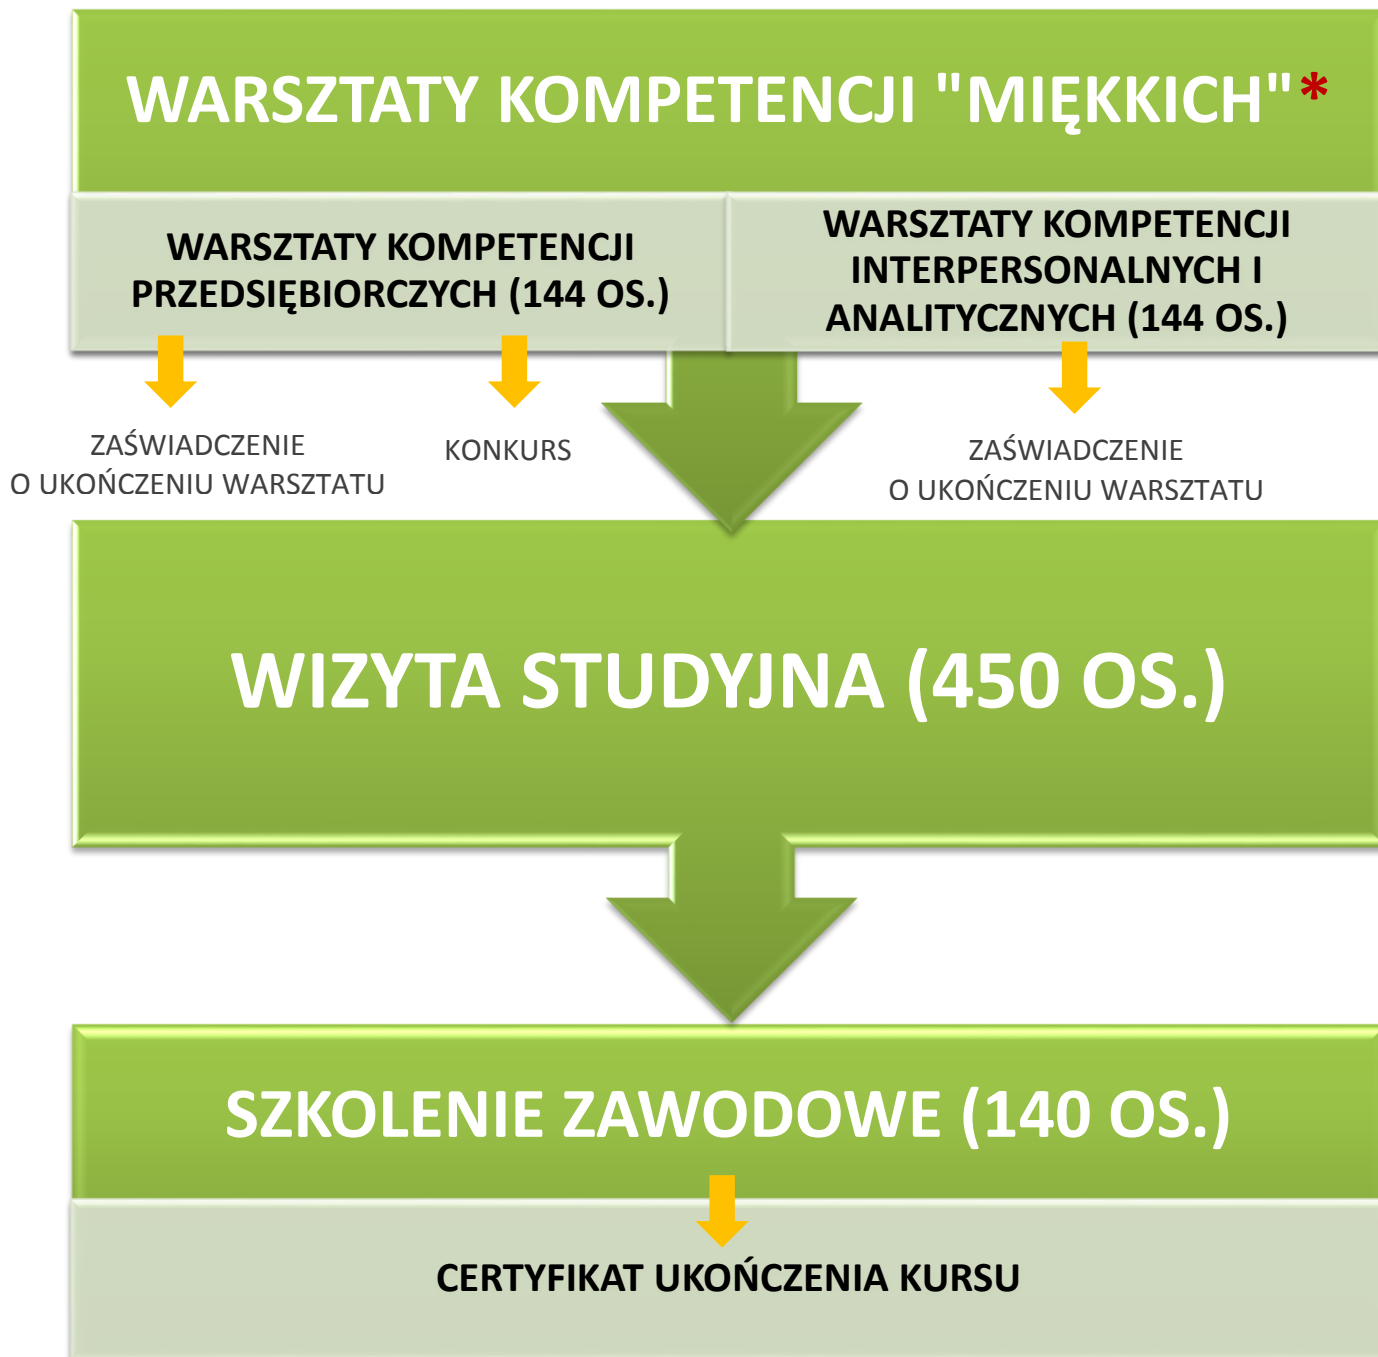 WARSZTATY KOMPETENCJI "MIĘKKICH"*
WARSZTATY KOMPETENCJI
PRZEDSIĘBIORCZYCH (144 OS.)
WARSZTATY KOMPETENCJI
INTERPERSONALNYCH I
ANALITYCZNYCH (144 OS.)
ZAŚWIADCZENIE
O UKOŃCZENIU WARSZTATU
KONKURS
ZAŚWIADCZENIE
O UKOŃCZENIU WARSZTATU
WIZYTA STUDYJNA (450 OS.)
SZKOLENIE ZAWODOWE (140 OS.)
CERTYFIKAT UKOŃCZENIA KURSU